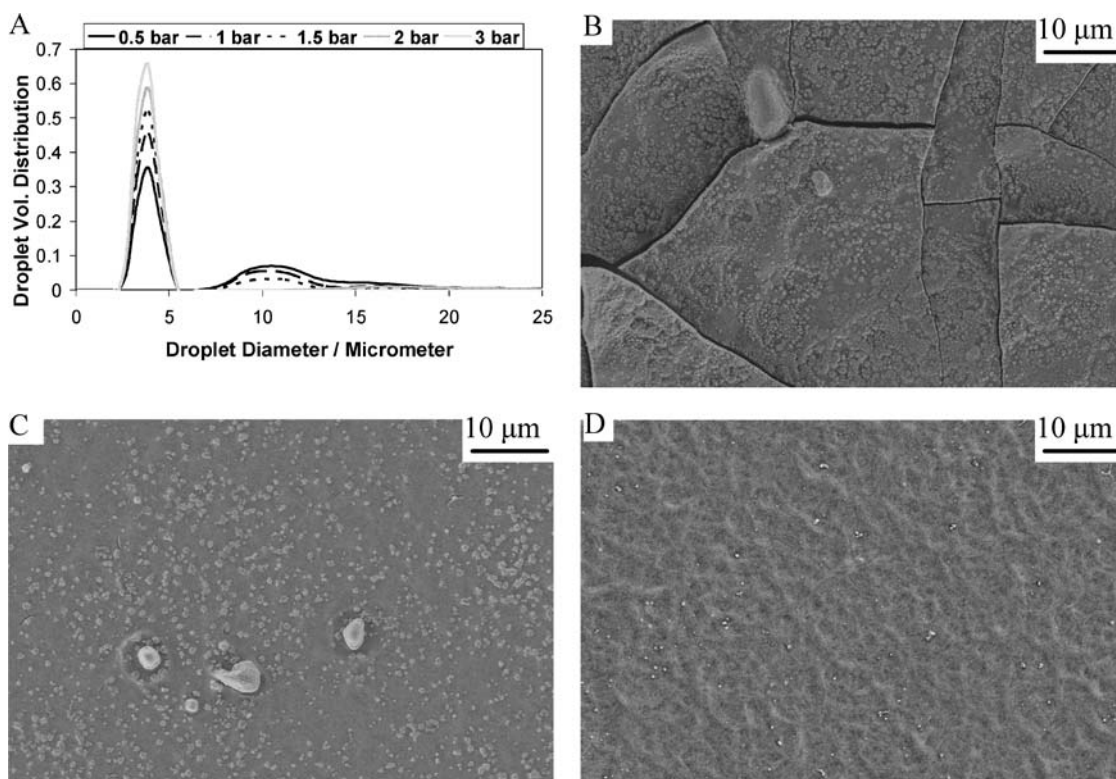 A
0.5 bar 1 bar 1.5 bar 2 bar 3 bar
0.7
0.6
0.5
0.4
0.3
0.2
0.1
0
0 5 10 15 20 25
Droplet Vol. Distribution
Droplet Diameter / Micrometer
B
10 μm
C
10 μm
D
10 μm